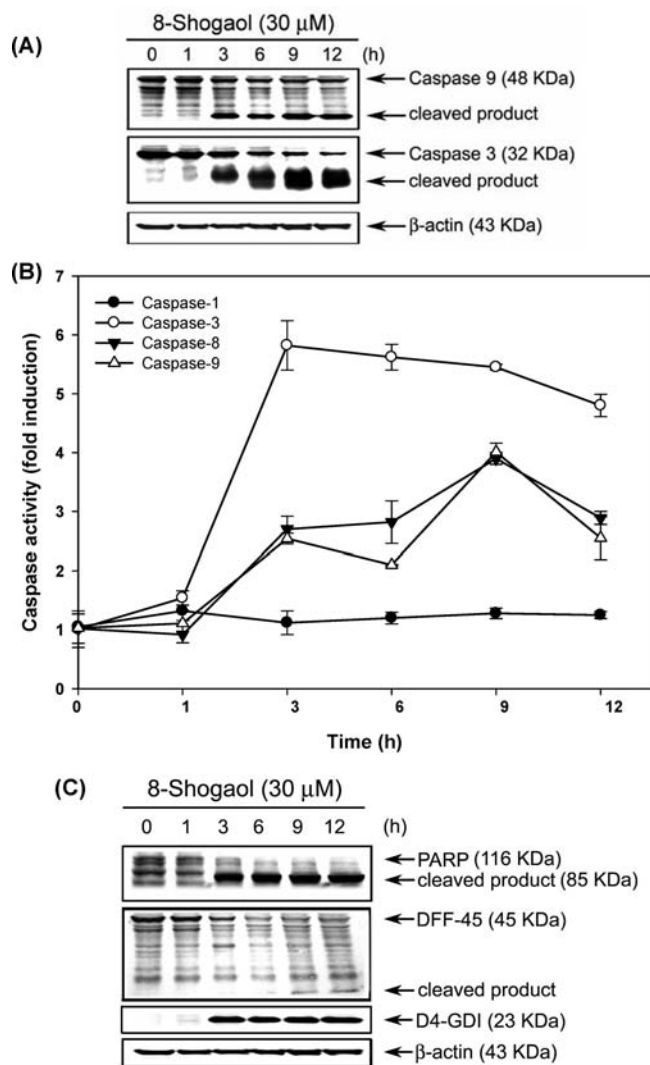 8-Shogaol (30 μM)
(A)
0 1 3 6 9 12 (h)
Caspase 9 (48 KDa)
cleaved product
Caspase 3 (32 KDa)
cleaved product
β-actin (43 KDa)
(B)
7
6
5
4
3
2
1
0
Caspase-1
Caspase-3
Caspase-8
Caspase-9
Caspase activity (fold induction)
0 1 3 6 9 12
Time (h)
(C)
8-Shogaol (30 μM)
0 1 3 6 9 12 (h)
PARP (116 KDa)
cleaved product (85 KDa)
DFF-45 (45 KDa)
cleaved product
D4-GDI (23 KDa)
β-actin (43 KDa)